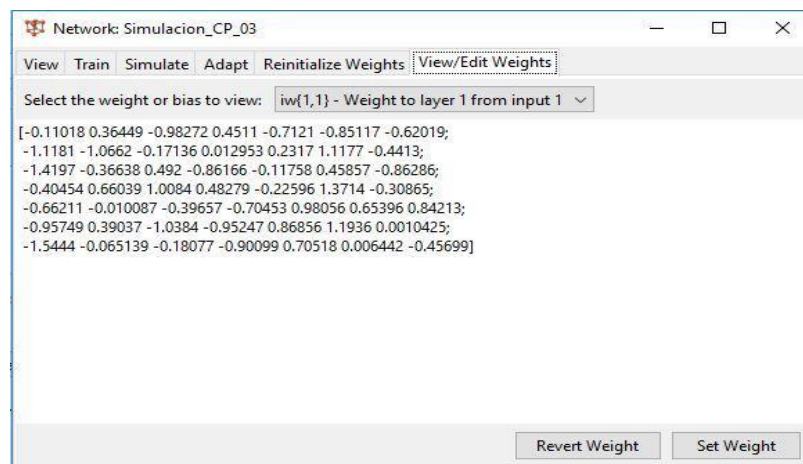 Network: Simulacion_CP_03
View Train Simulate Adapt Reinitialize Weights View/Edit Weights
Select the weight or bias to view: iw{1,1} - Weight to layer 1 from input 1
[-0.11018 0.36449 -0.98272 0.4511 -0.7121 -0.85117 -0.62019;
-1.1181 -1.0662 -0.17136 0.012953 0.2317 1.1177 -0.4413;
-1.4197 -0.36638 0.492 -0.86166 -0.11758 0.45857 -0.86286;
-0.40454 0.66039 1.0084 0.48279 -0.22596 1.3714 -0.30865;
-0.66211 -0.010087 -0.39657 -0.70453 0.98056 0.65396 0.84213;
-0.95749 0.39037 -1.0384 -0.95247 0.86856 1.1936 0.0010425;
-1.5444 -0.065139 -0.18077 -0.90099 0.70518 0.006442 -0.45699]
Revert Weight Set Weight